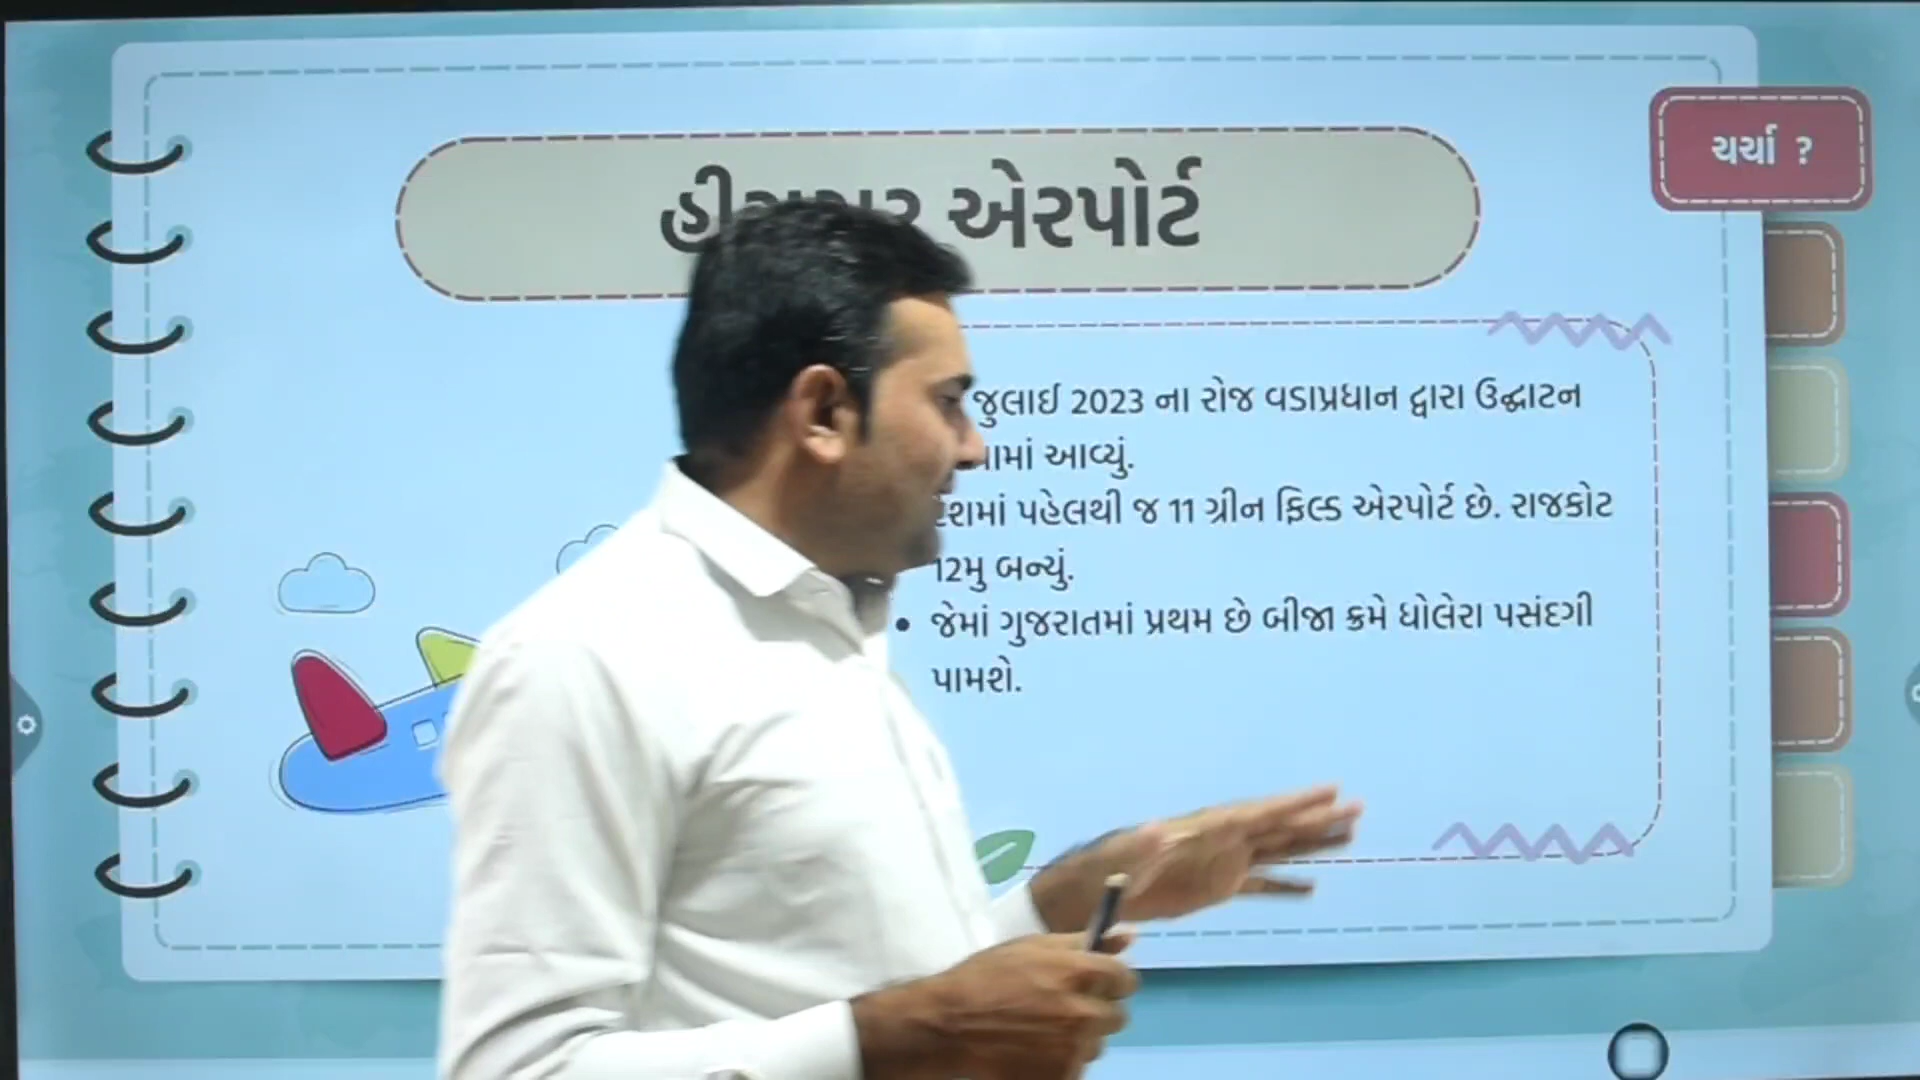 ચર્ચા ?
એરપોર્ટ
જુલાઈ 2023 ના રોજ વડાપ્રધાન દ્વારા ઉદ્ઘાટન
આવ્યું.
પહેલથી જ 11 ગ્રીન ફિલ્ડ એરપોર્ટ છે. રાજકોટ
12મુ બન્યું.
• જેમાં ગુજરાતમાં પ્રથમ છે બીજા ક્રમે ધોલેરા પસંદગી
પામશે.